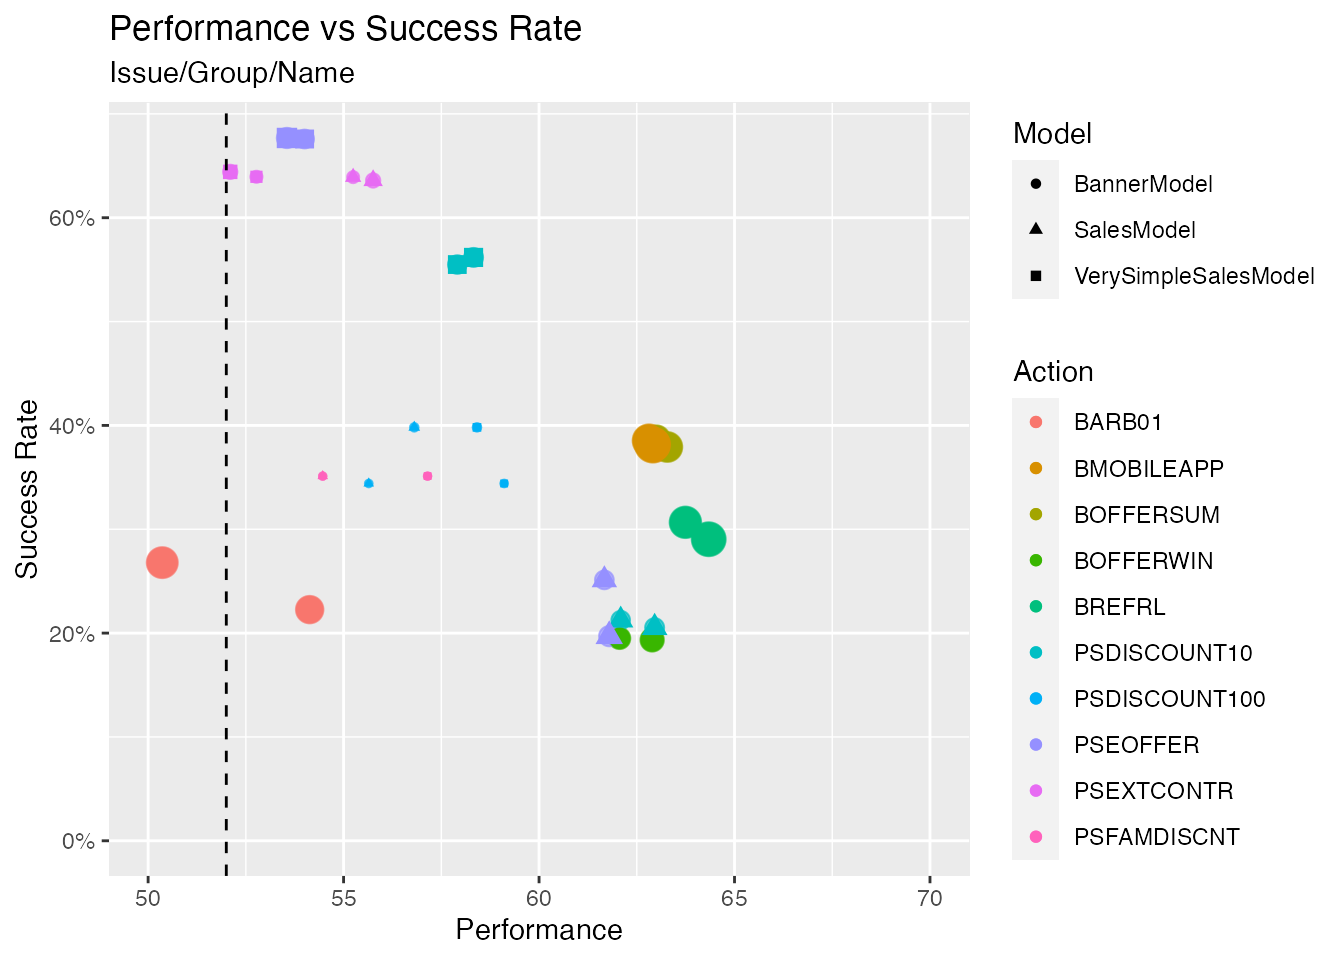 Performance vs Success Rate
Issue/Group/Name
Success Rate
60%
40%
20%
0%
50 55 60 65 70
Performance
Model
BannerModel
SalesModel
VerySimpleSalesModel
Action
BARB01
BMOBILEAPP
BOFFERSUM
BOFFERWIN
BREFRL
PSDISCOUNT10
PSDISCOUNT100
PSEOFFER
PSEXTCONTR
PSFAMDISCNT